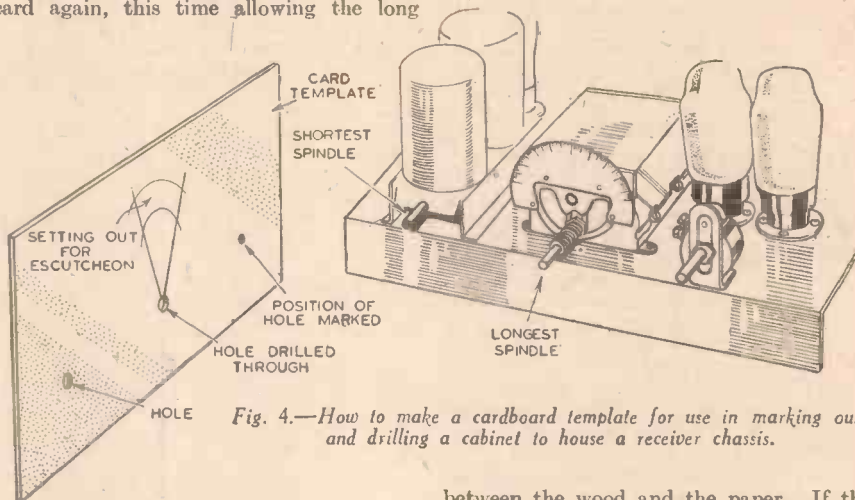 card again, this time allowing the long
CARD
TEMPLATE
SHORTEST
SPINDLE
SETTING OUT
FOR
ESCUTCHEON
POSITION OF
HOLE MARKED
HOLE DRILLED
THROUGH
HOLE
LONGEST
SPINDLE
Fig. 4.—How to make a cardboard template for use in marking out
and drilling a cabinet to house a receiver chassis.
between the wood and the paper. If th